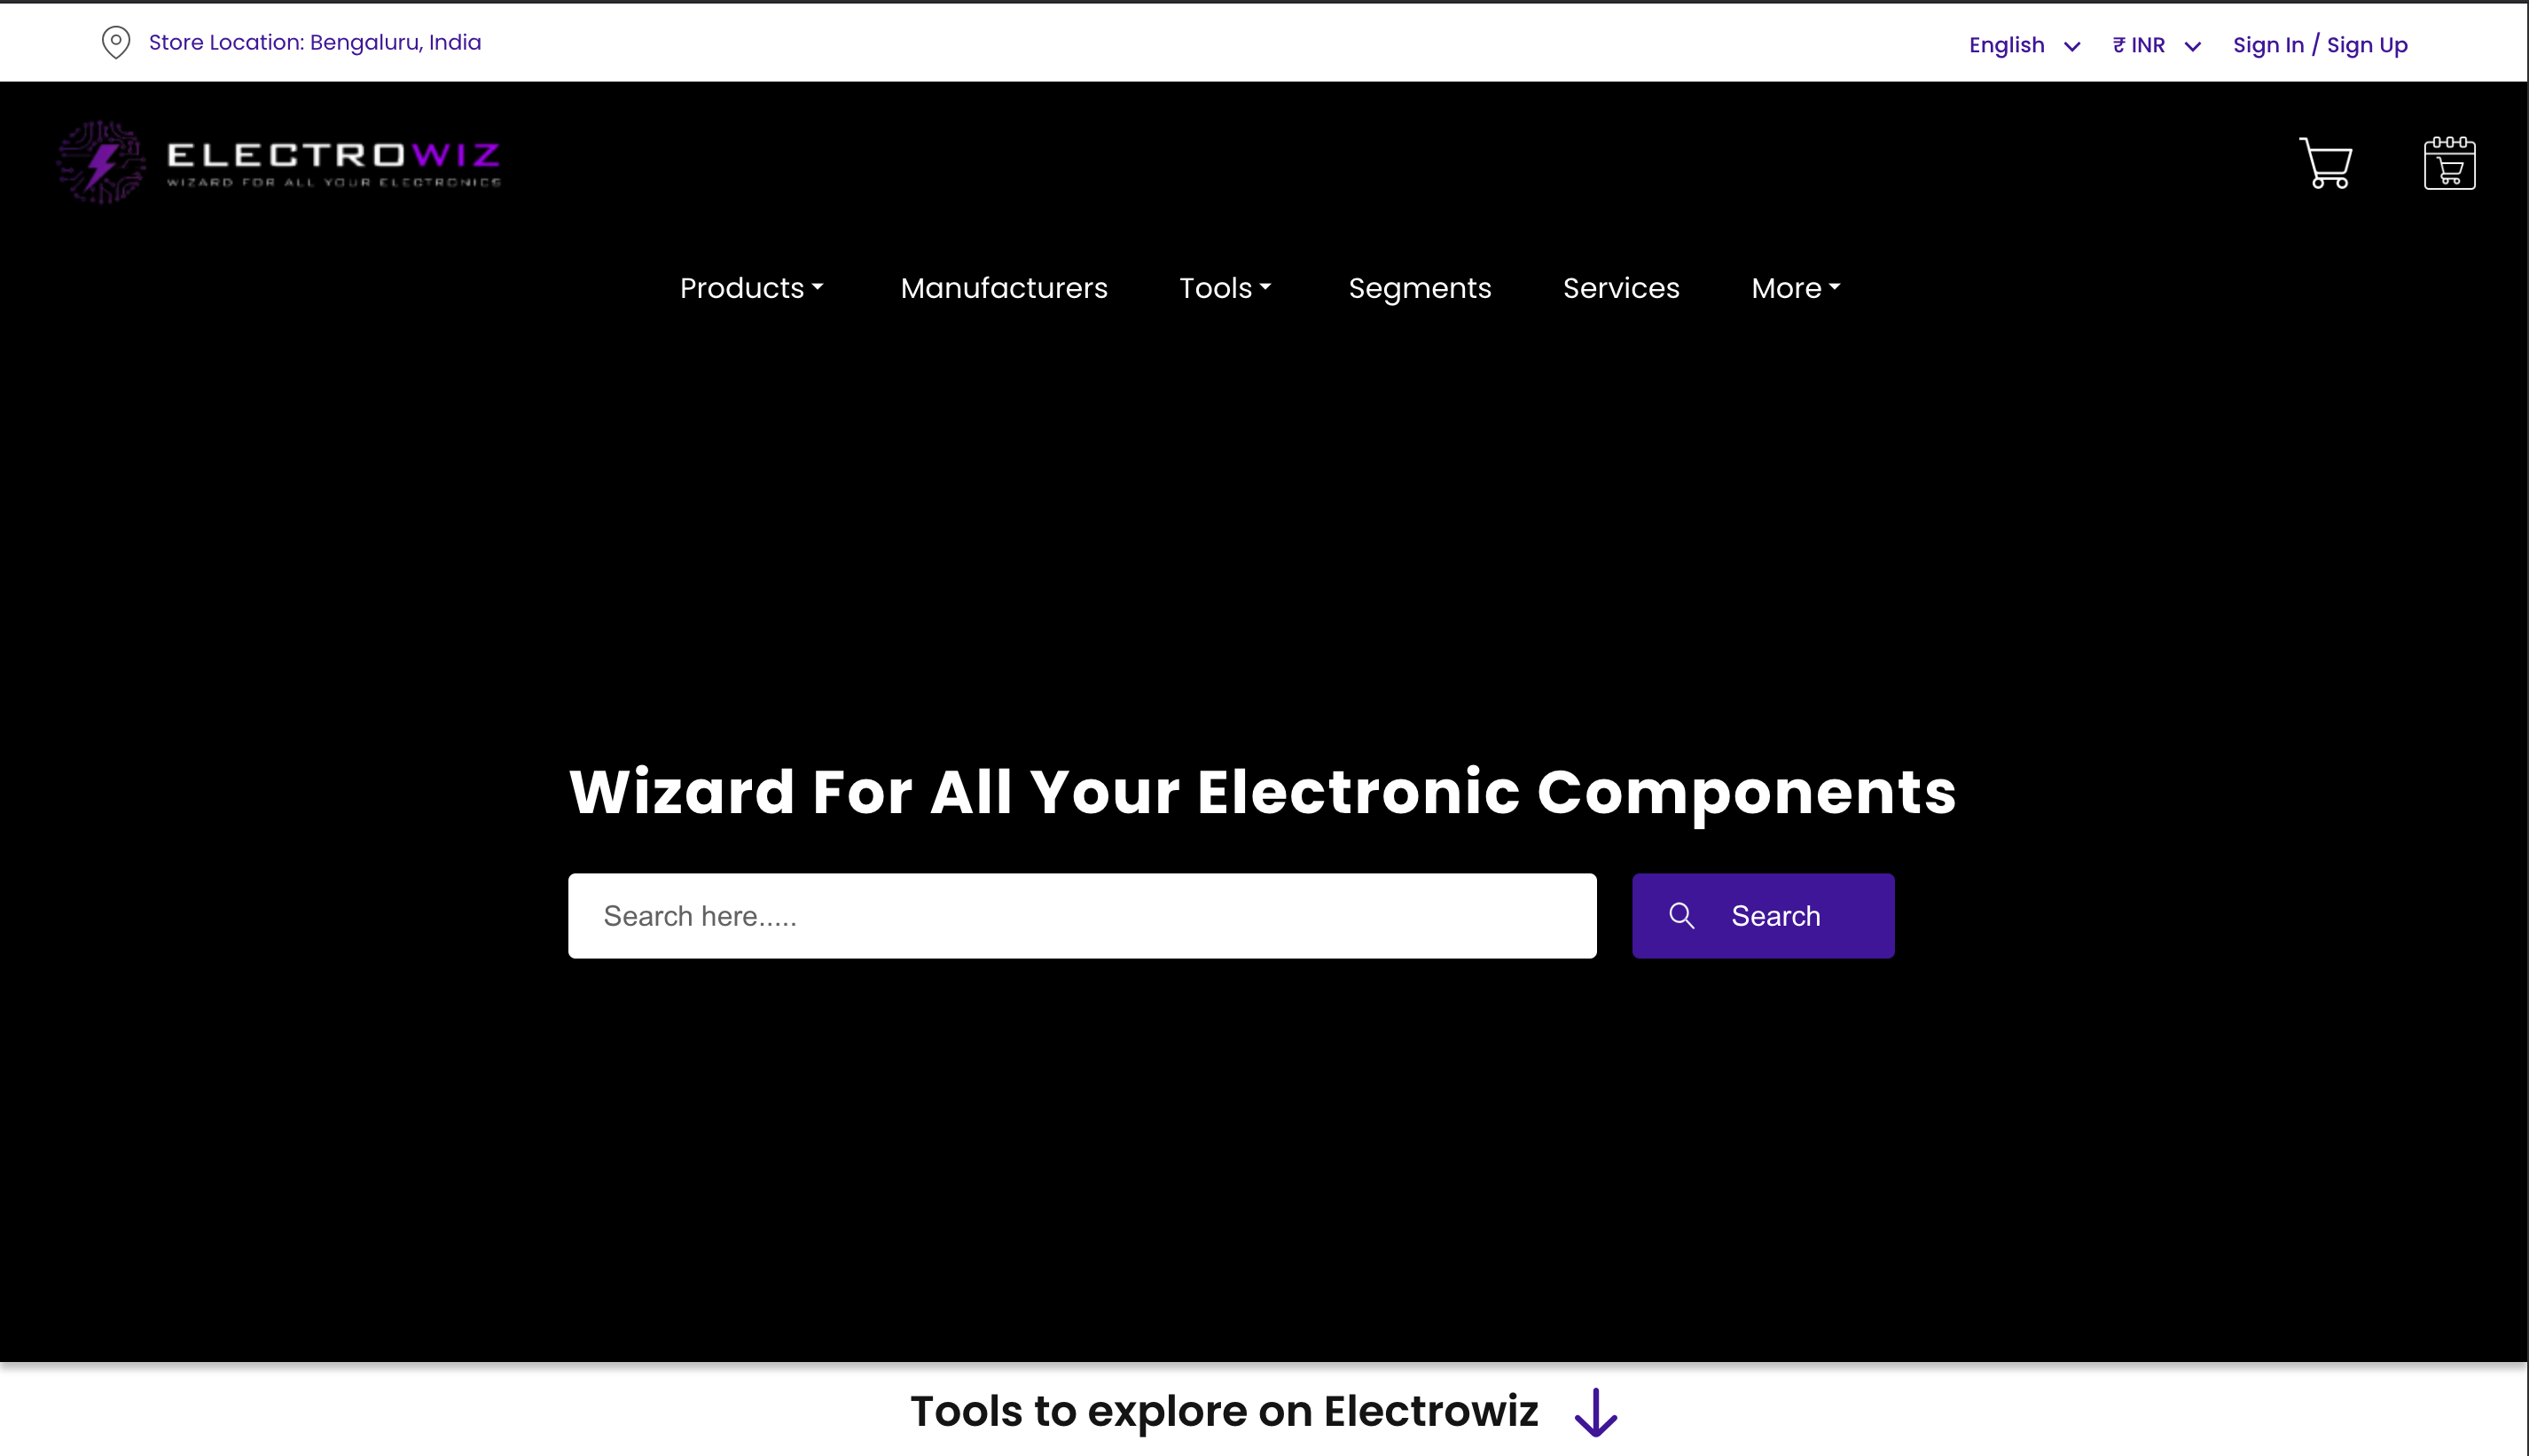 Store Location: Bengaluru, India
English ₹ INR Sign In / Sign Up
ELECTROWIZ
WIZARD FOR ALL YOUR ELECTRONICS
Products Manufacturers Tools Segments Services More
Wizard For All Your Electronic Components
Search here..... Search
Tools to explore on Electrowiz